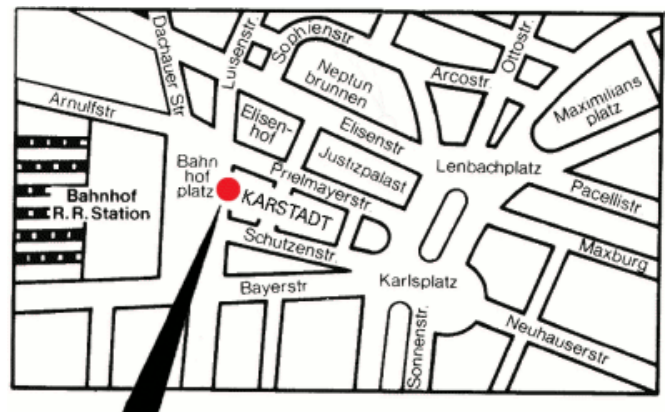 Dachauer Str
Luisenstr.
Sophienstr
Ottostr.
Arcostr.
Neptun
brunnen
Maximilians
platz
Arnulfstr
Elisen-
hof
Elisenstr
Justizpalast
Lenbachplatz
Bahn
hof
platz
Prielmayerstr.
Pacellistr
Bahnhof
R.R. Station
KARSTADT
Schutzenstr.
Maxburg
Bayerstr
Karlsplatz
Sonnenstr.
Neuhauserstr